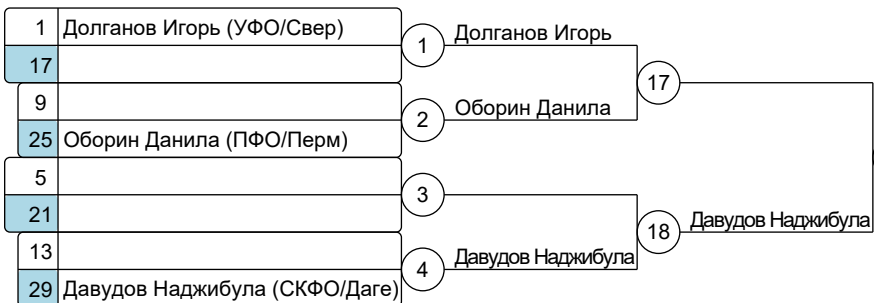 1 Долганов Игорь (УФО/Свер)
17
9
25 Оборин Данила (ПФО/Перм)
5
21
13
29 Давудов Наджибула (СКФО/Даге)
1 Долганов Игорь
2 Оборин Данила
3
4 Давудов Наджибула
17
18 Давудов Наджибула